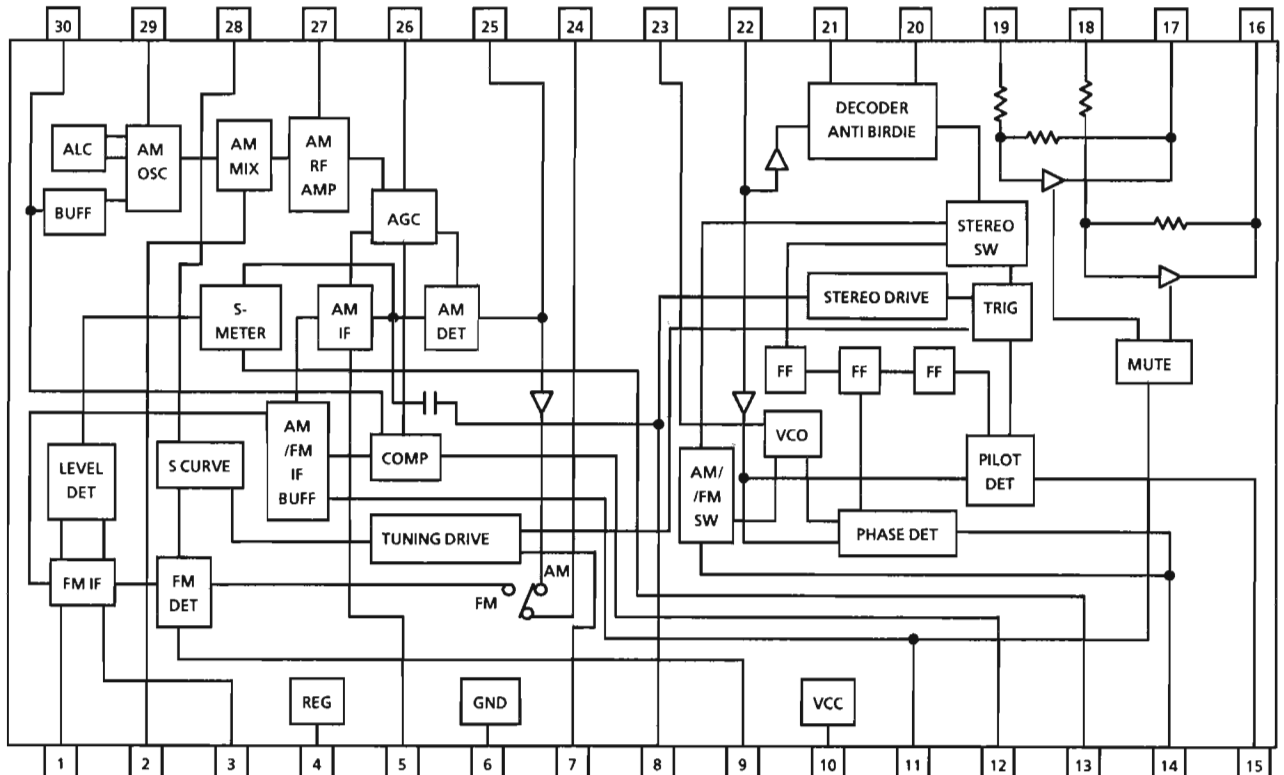 30 29 28 27 26 25 24 23 22 21 20 19 18 17 16
DECODER
ANTI BIRDIE
ALC
AM
OSC
AM
MIX
AM
RF
AMP
BUFF
AGC
STEREO
SW
S-
METER
AM
IF
AM
DET
STEREO DRIVE
TRIG
FF
FF
FF
MUTE
AM
/FM
IF
BUFF
COMP
VCO
LEVEL
DET
S CURVE
AM/
/FM
SW
PILOT
DET
TUNING DRIVE
PHASE DET
FM IF
FM
DET
FM
AM
REG
GND
VCC
1 2 3 4 5 6 7 8 9 10 11 12 13 14 15